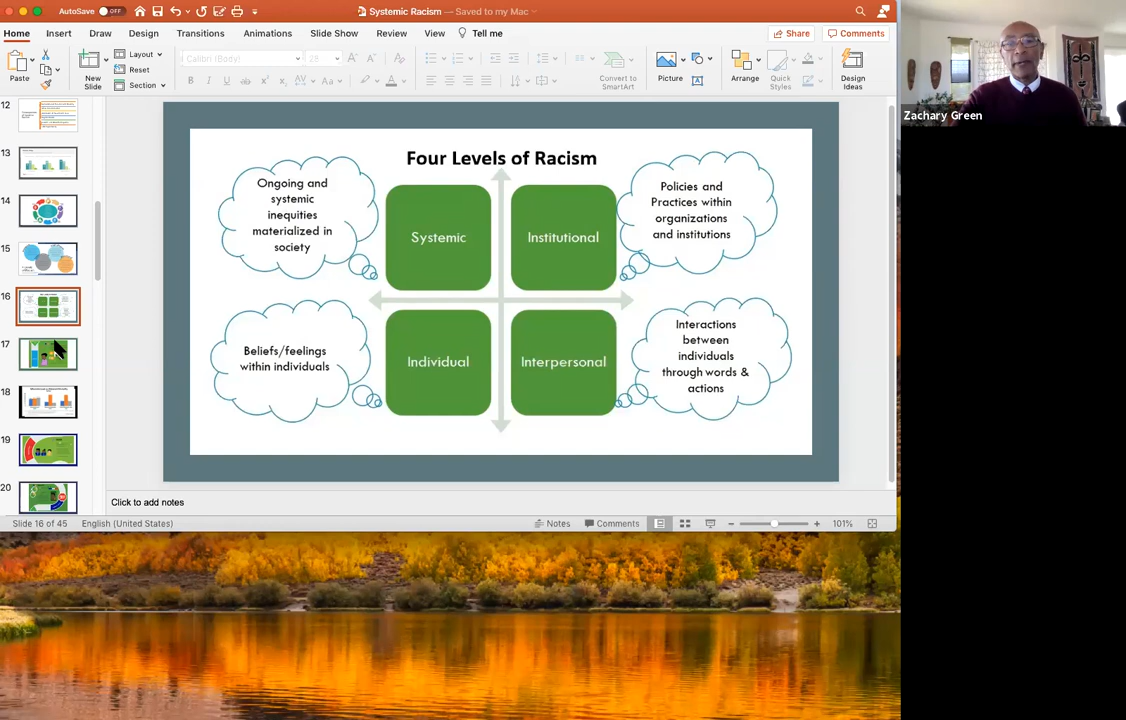 AutoSave OFF
Systemic Racism — Saved to my Mac
Home Insert Draw Design Transitions Animations Slide Show Review View Tell me
Share Comments
Paste
New Slide
Layout
Reset
Section
Calibri (Body) 28
Convert to SmartArt
Picture
Arrange
Quick Styles
Design Ideas
Zachary Green
12
13
14
15
16
17
18
19
20
Four Levels of Racism
Ongoing and
systemic
inequities
materialized in
society
Systemic
Institutional
Policies and
Practices within
organizations
and institutions
Beliefs/feelings
within individuals
Individual
Interpersonal
Interactions
between
individuals
through words &
actions
Click to add notes
Slide 16 of 45 English (United States) Notes Comments 101%